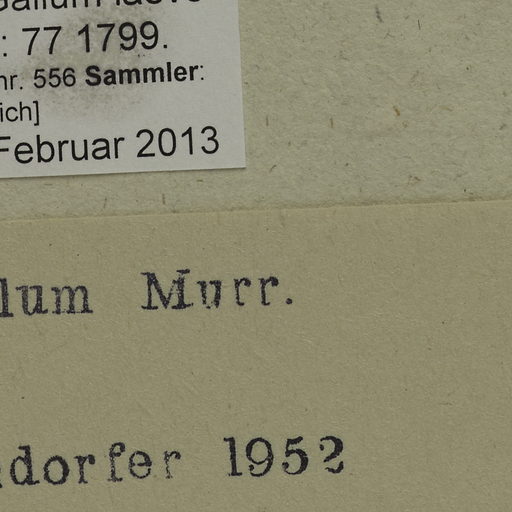 : 77 1799.
nr. 556 Sammler:
ich]
Februar 2013
lum Murr.
dorfer 1952